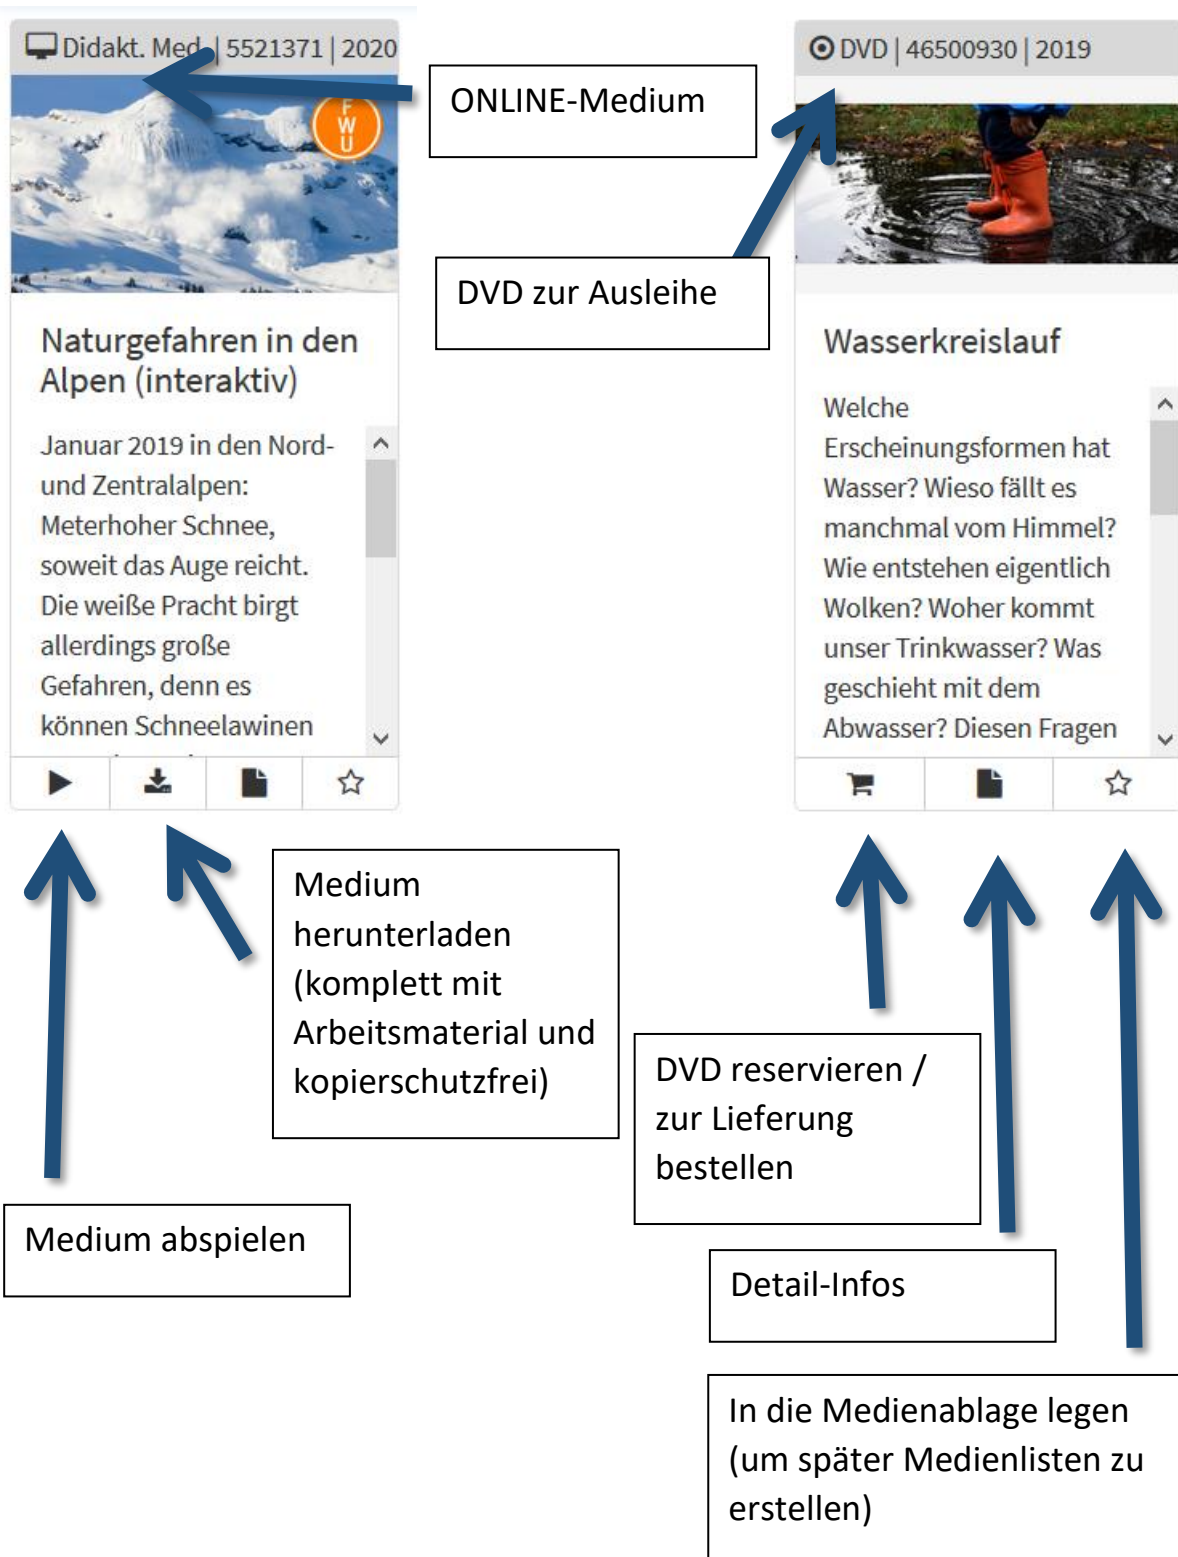 Didakt. Med. | 5521371 | 2020
FWU
Naturgefahren in den
Alpen (interaktiv)
Januar 2019 in den Nord-
und Zentralalpen:
Meterhoher Schnee,
soweit das Auge reicht.
Die weiße Pracht birgt
allerdings große
Gefahren, denn es
können Schneelawinen
ONLINE-Medium
DVD zur Ausleihe
DVD | 46500930 | 2019
Wasserkreislauf
Welche
Erscheinungsformen hat
Wasser? Wieso fällt es
manchmal vom Himmel?
Wie entstehen eigentlich
Wolken? Woher kommt
unser Trinkwasser? Was
geschieht mit dem
Abwasser? Diesen Fragen
Medium
herunterladen
(komplett mit
Arbeitsmaterial und
kopierschutzfrei)
Medium abspielen
DVD reservieren /
zur Lieferung
bestellen
Detail-Infos
In die Medienablage legen
(um später Medienlisten zu
erstellen)